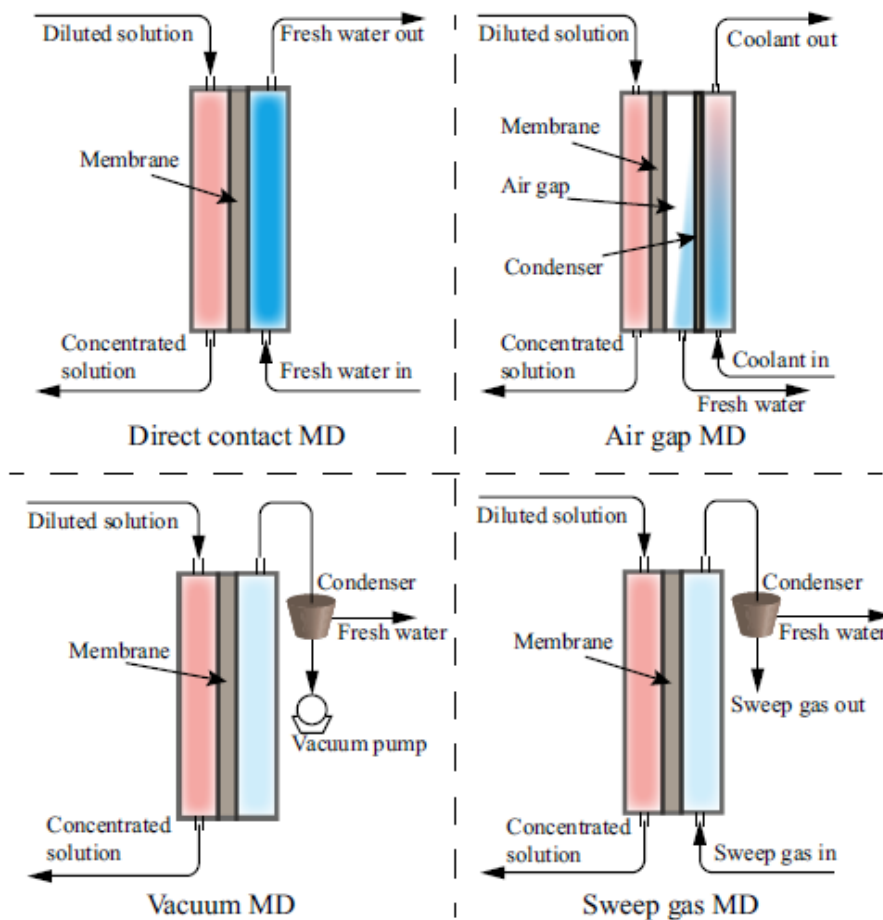 Diluted solution
Fresh water out
Membrane
Concentrated
solution
Fresh water in
Direct contact MD
Diluted solution
Coolant out
Membrane
Air gap
Condenser
Concentrated
solution
Coolant in
Fresh water
Air gap MD
Diluted solution
Condenser
Fresh water
Membrane
Vacuum pump
Concentrated
solution
Vacuum MD
Diluted solution
Condenser
Fresh water
Membrane
Sweep gas out
Concentrated
solution
Sweep gas in
Sweep gas MD